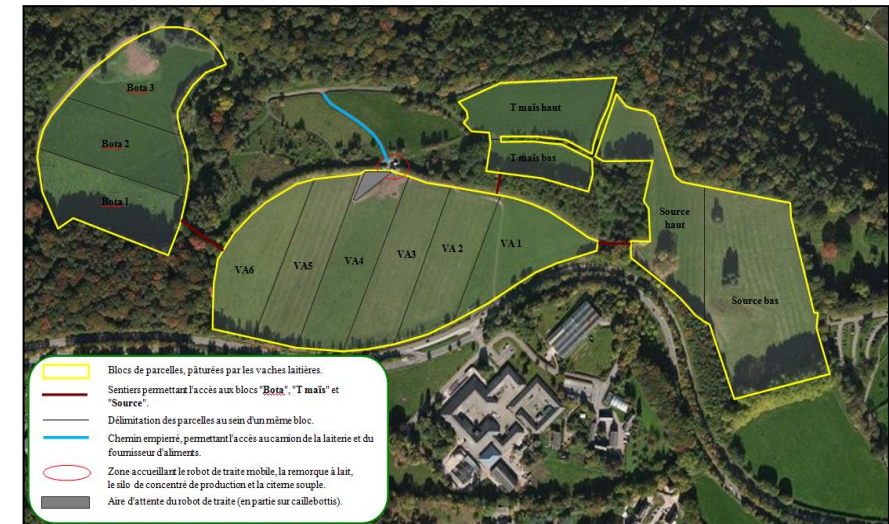 Bota 3
T maïs haut
Bota 2
T maïs bas
Bota 1
Source
haut
VA6
VA5
VA4
VA3
VA 2
VA 1
Source bas
Blocs de parcelles, pâturées par les vaches laitières.
Sentiers permettant l'accès aux blocs "Bota", "T maïs" et
"Source".
Délimitation des parcelles au sein d'un même bloc.
Chemin empierré, permettant l'accès au camion de la laiterie et du
fournisseur d'aliments.
Zone accueillant le robot de traite mobile, la remorque à lait,
le silo de concentré de production et la citerne souple.
Aire d'attente du robot de traite (en partie sur caillebottis).